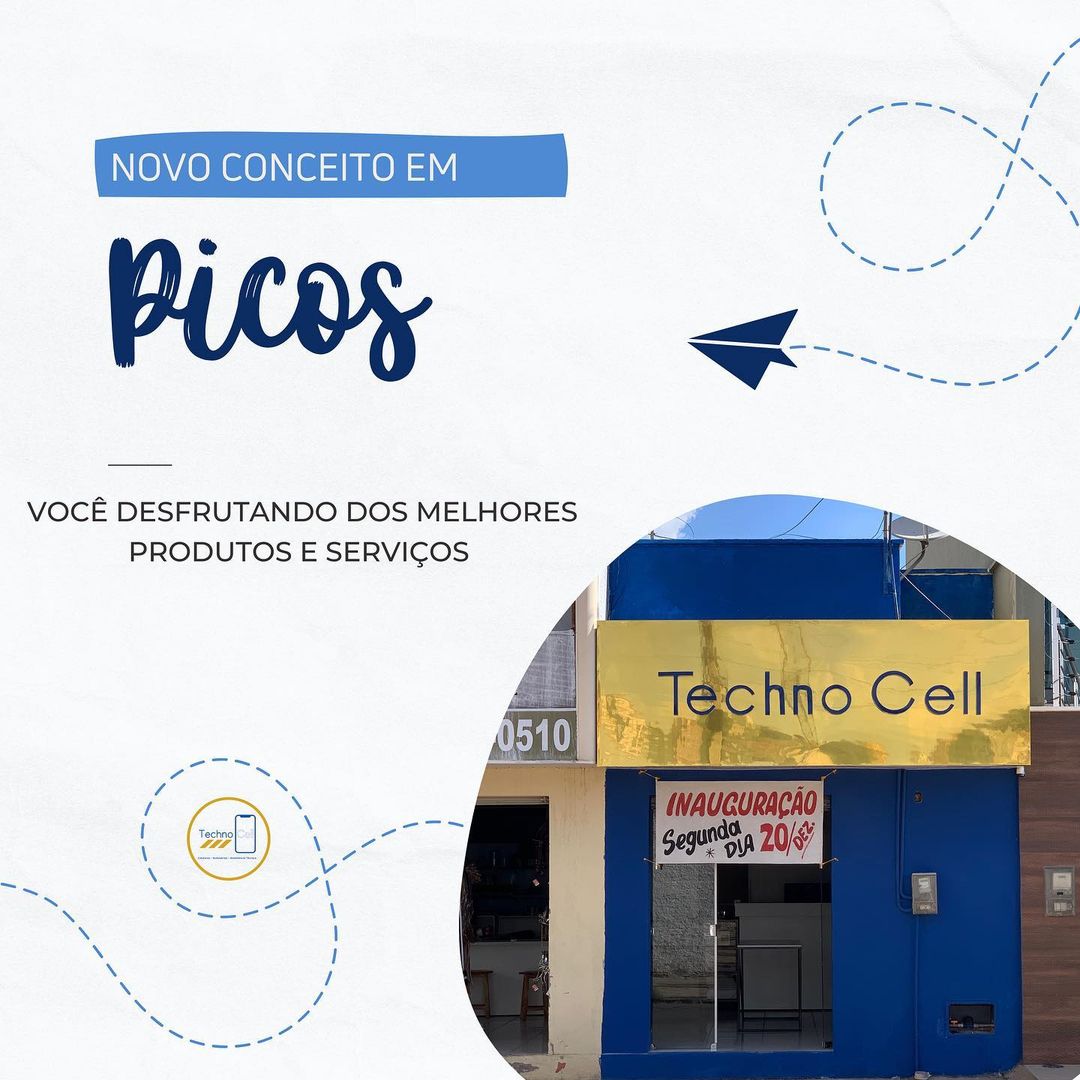 NOVO CONCEITO EM
Picos
VOCÊ DESFRUTANDO DOS MELHORES
PRODUTOS E SERVIÇOS
0510
Techno Cell
INAUGURAÇÃO
Segunda
* DIA 20/DEZ.
Techno Cell